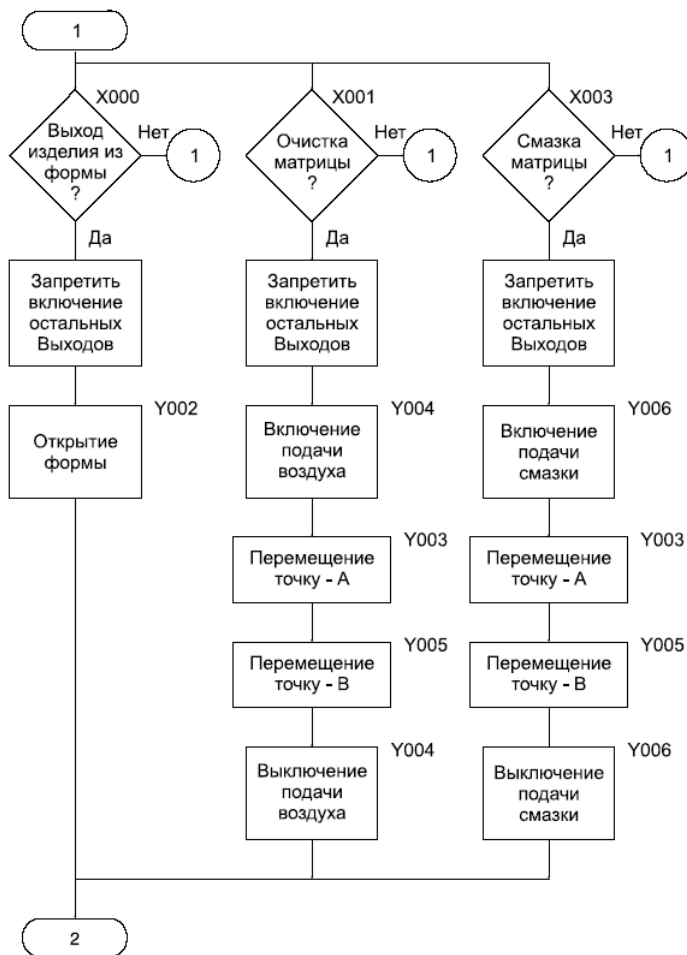 1
X000
Выход
изделия из
формы
?
Нет
1
Да
Запретить
включение
остальных
Выходов
Y002
Открытие
формы
X001
Очистка
матрицы
?
Нет
1
Да
Запретить
включение
остальных
Выходов
Y004
Включение
подачи
воздуха
Y003
Перемещение
точку - А
Y005
Перемещение
точку - В
Y004
Выключение
подачи
воздуха
X003
Смазка
матрицы
?
Нет
1
Да
Запретить
включение
остальных
Выходов
Y006
Включение
подачи
смазки
Y003
Перемещение
точку - А
Y005
Перемещение
точку - В
Y006
Выключение
подачи
смазки
2